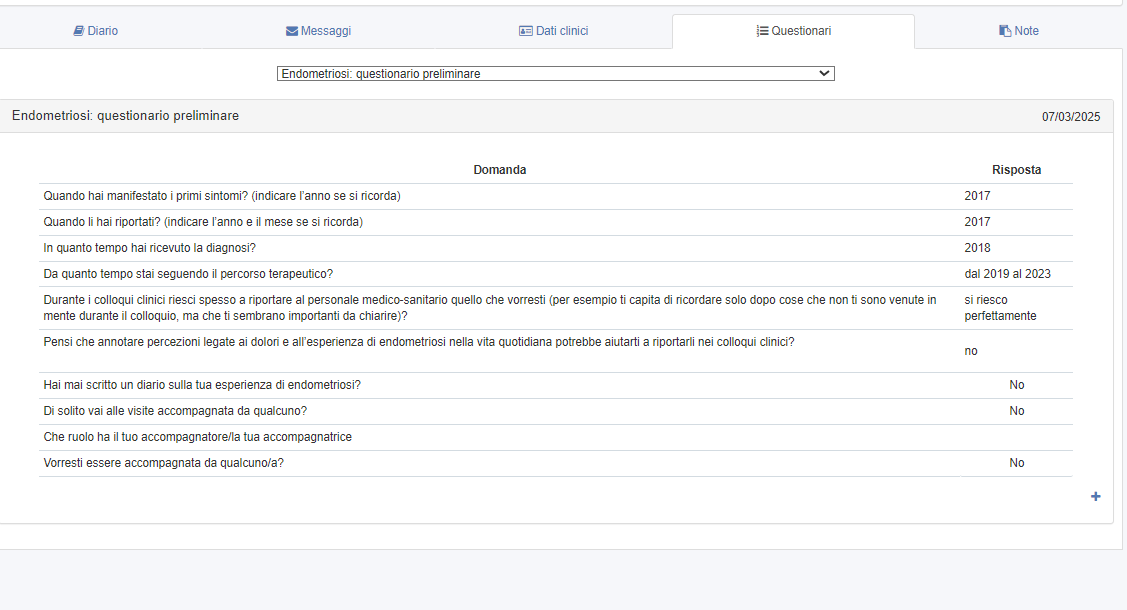 Diario
Messaggi
Dati clinici
Questionari
Note
Endometriosi: questionario preliminare
Endometriosi: questionario preliminare
07/03/2025
Domanda
Risposta
Quando hai manifestato i primi sintomi? (indicare l'anno se si ricorda)
2017
Quando li hai riportati? (indicare l'anno e il mese se si ricorda)
2017
In quanto tempo hai ricevuto la diagnosi?
2018
Da quanto tempo stai seguendo il percorso terapeutico?
dal 2019 al 2023
Durante i colloqui clinici riesci spesso a riportare al personale medico-sanitario quello che vorresti (per esempio ti capita di ricordare solo dopo cose che non ti sono venute in
mente durante il colloquio, ma che ti sembrano importanti da chiarire)?
si riesco
perfettamente
Pensi che annotare percezioni legate ai dolori e all'esperienza di endometriosi nella vita quotidiana potrebbe aiutarti a riportarli nei colloqui clinici?
no
Hai mai scritto un diario sulla tua esperienza di endometriosi?
No
Di solito vai alle visite accompagnata da qualcuno?
No
Che ruolo ha il tuo accompagnatore/la tua accompagnatrice
Vorresti essere accompagnata da qualcuno/a?
No